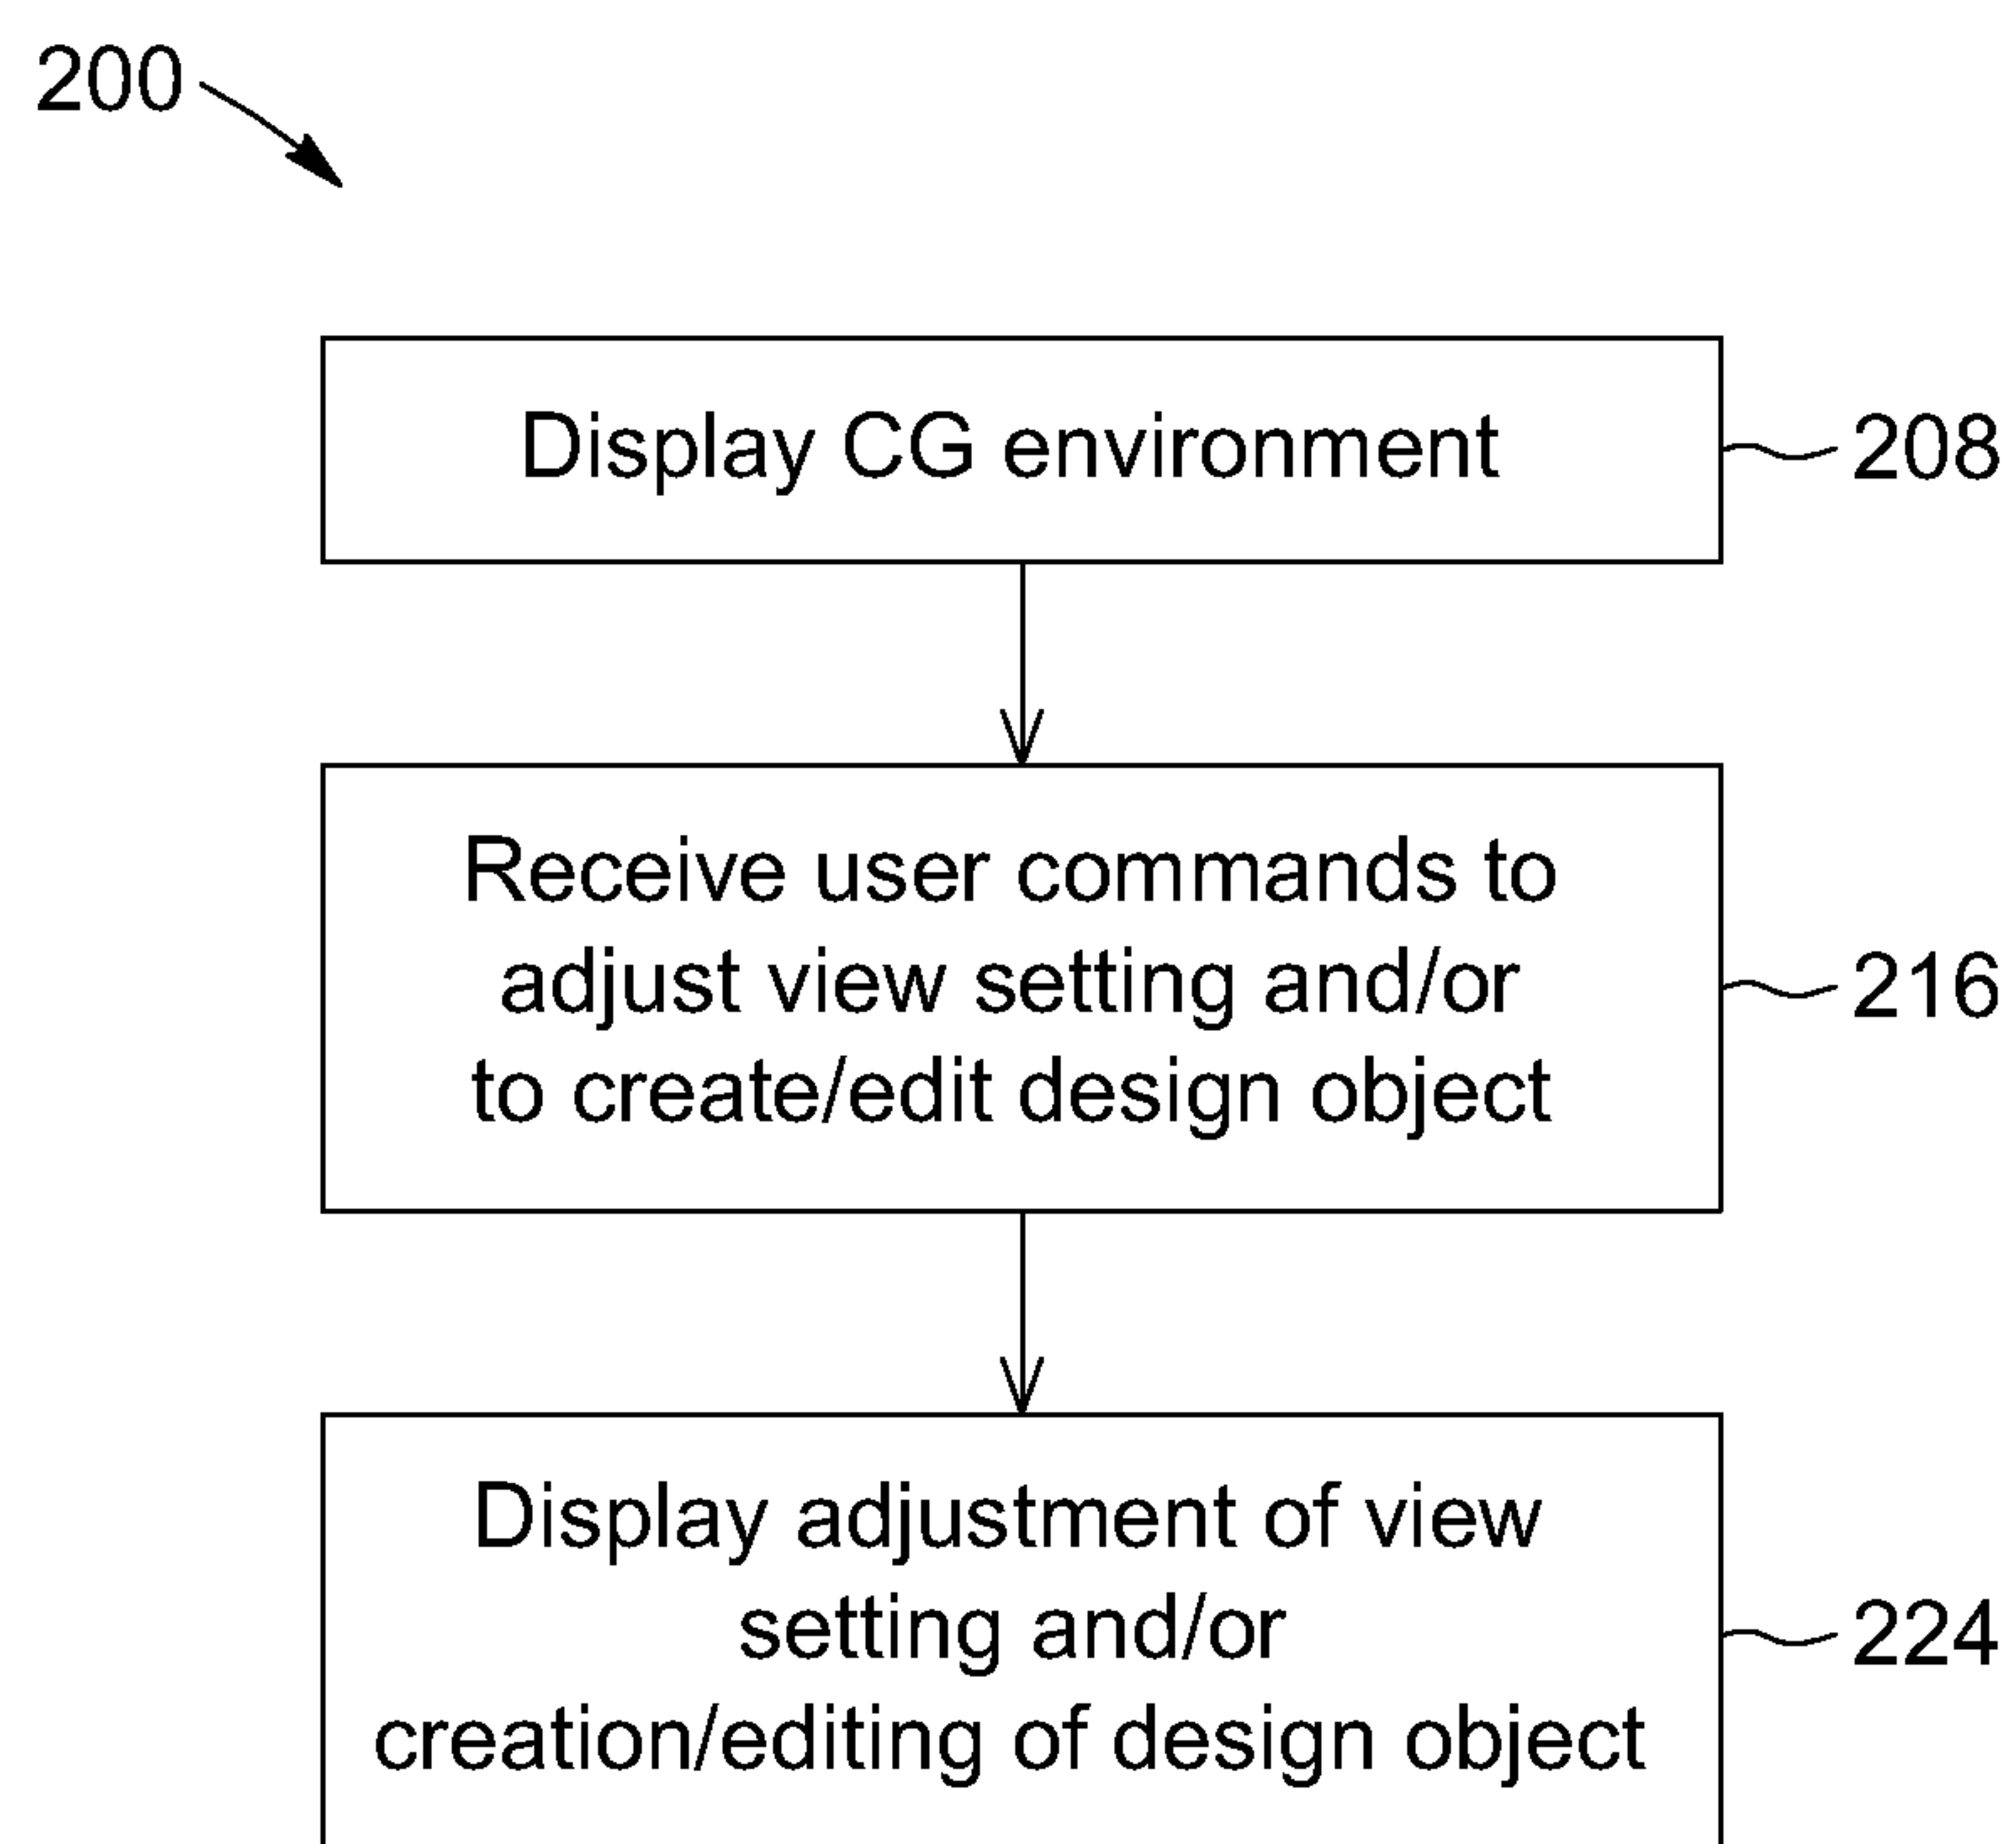 200
Display CG environment
208
Receive user commands to
adjust view setting and/or
to create/edit design object
216
Display adjustment of view
setting and/or
creation/editing of design object
224